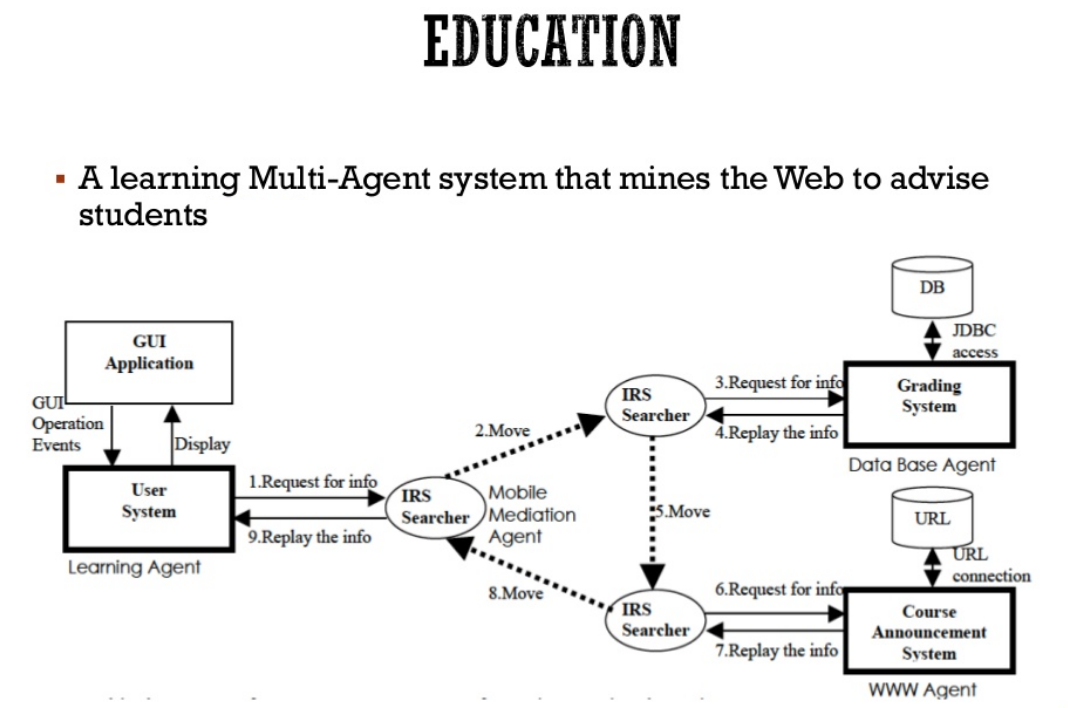 EDUCATION
▪ A learning Multi-Agent system that mines the Web to advise
students
DB
JDBC
access
GUI
Application
GUI
Operation
Events
Display
User
System
Learning Agent
1.Request for info
9.Replay the info
IRS
Searcher
Mobile
Mediation
Agent
2.Move
IRS
Searcher
3.Request for info
4.Replay the info
Grading
System
Data Base Agent
5.Move
URL
URL
connection
8.Move
IRS
Searcher
6.Request for info
7.Replay the info
Course
Announcement
System
WWW Agent